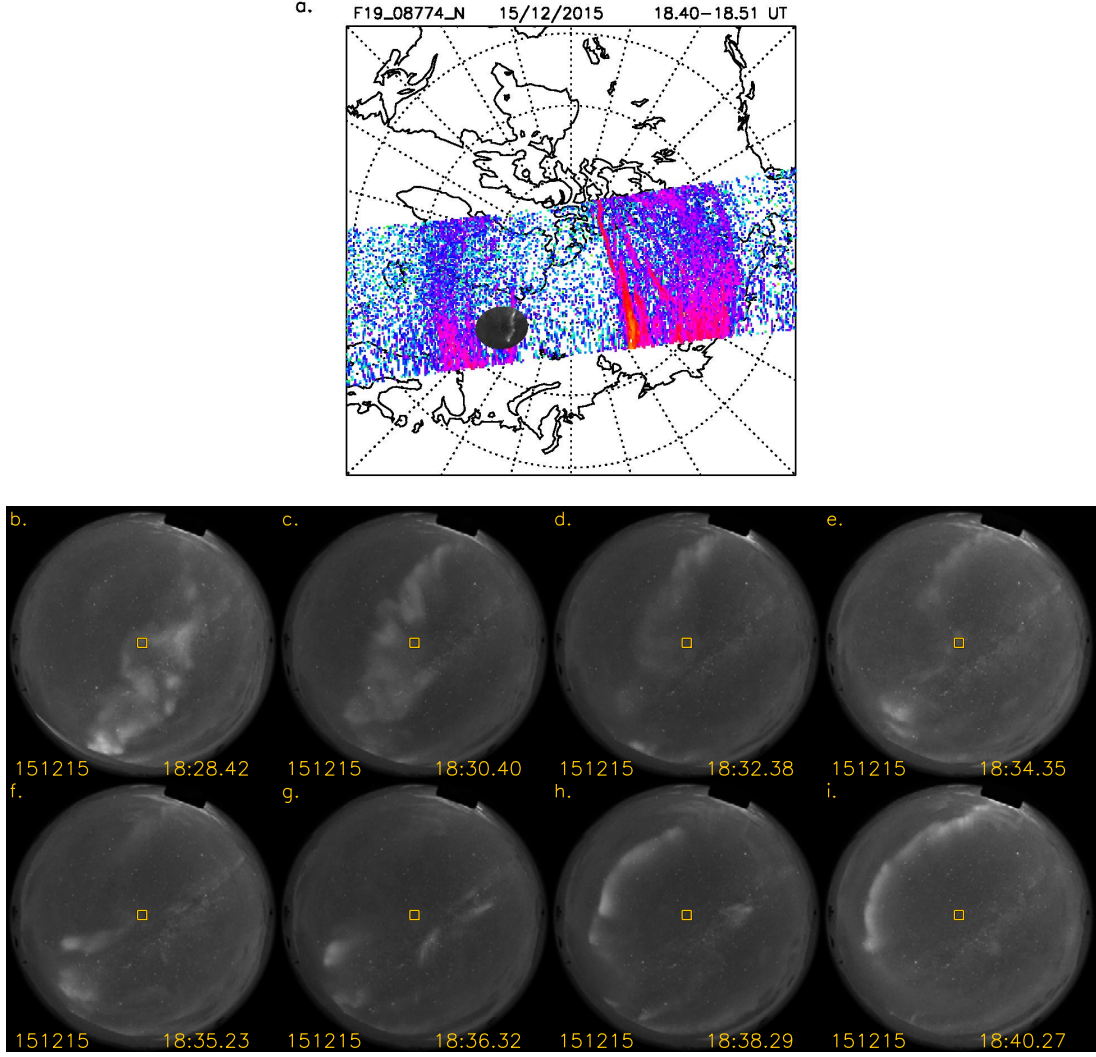 a.
F19_08774_N 15/12/2015 18.40-18.51 UT
b. c. d. e.
151215 18:28.42 151215 18:30.40 151215 18:32.38 151215 18:34.35
f. g. h. i.
151215 18:35.23 151215 18:36.32 151215 18:38.29 151215 18:40.27